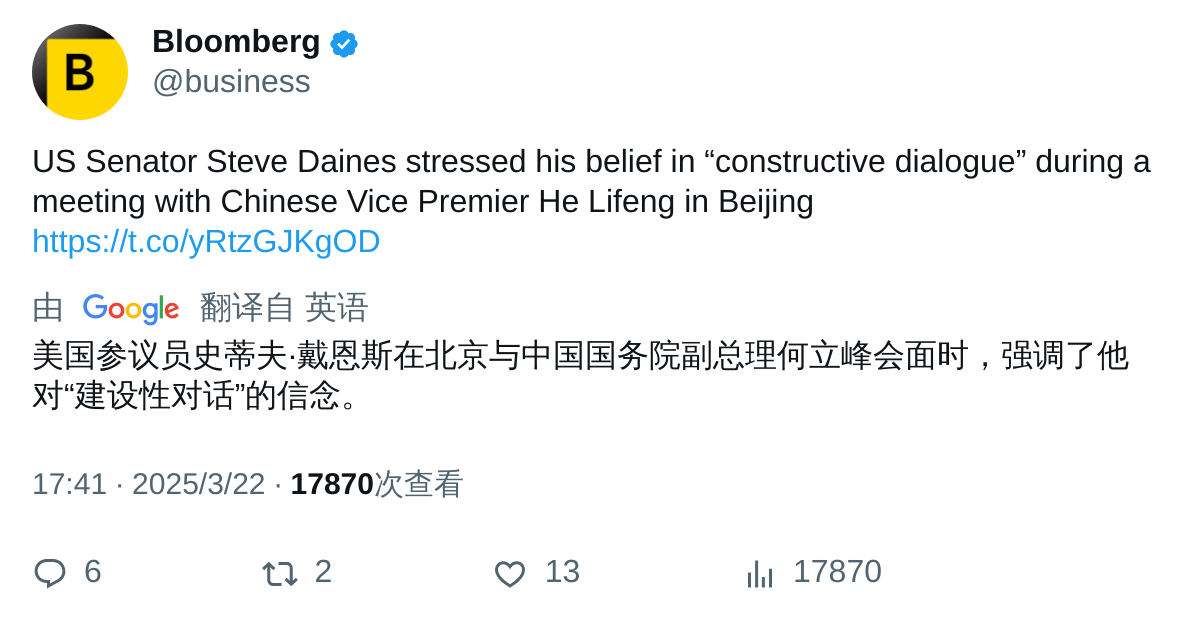 B
Bloomberg
@business
US Senator Steve Daines stressed his belief in “constructive dialogue” during a
meeting with Chinese Vice Premier He Lifeng in Beijing
https://t.co/yRtzGJKgOD
由 Google 翻译自 英语
美国参议员史蒂夫·戴恩斯在北京与中国国务院副总理何立峰会面时，强调了他
对“建设性对话”的信念。
17:41 · 2025/3/22 · 17870次查看
6 2 13 17870